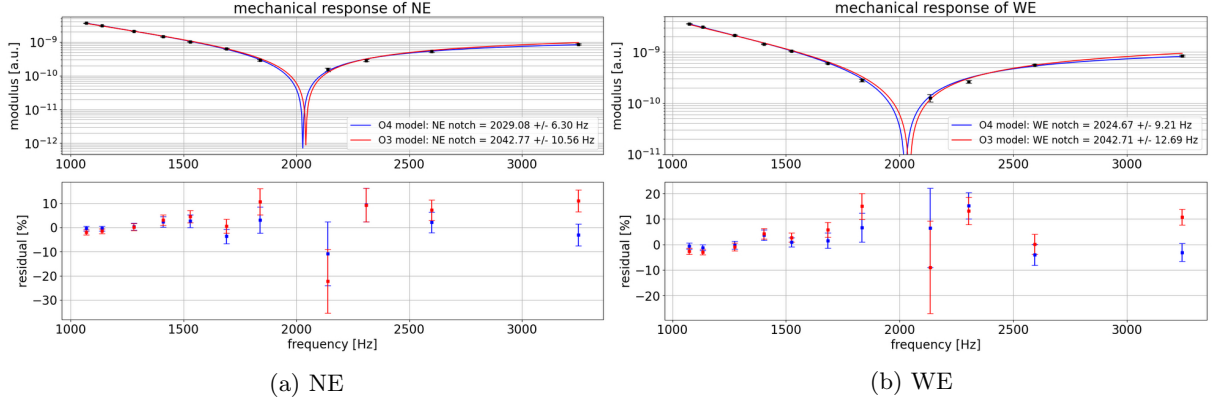 mechanical response of NE
modulus [a.u.]
10⁻⁹
10⁻¹⁰
10⁻¹¹
10⁻¹²
O4 model: NE notch = 2029.08 +/- 6.30 Hz
O3 model: NE notch = 2042.77 +/- 10.56 Hz
1000 1500 2000 2500 3000
residual [%]
10
0
−10
−20
−30
1000 1500 2000 2500 3000
frequency [Hz]
(a) NE
mechanical response of WE
modulus [a.u.]
10⁻⁹
10⁻¹⁰
10⁻¹¹
O4 model: WE notch = 2024.67 +/- 9.21 Hz
O3 model: WE notch = 2042.71 +/- 12.69 Hz
1000 1500 2000 2500 3000
residual [%]
20
10
0
−10
−20
1000 1500 2000 2500 3000
frequency [Hz]
(b) WE